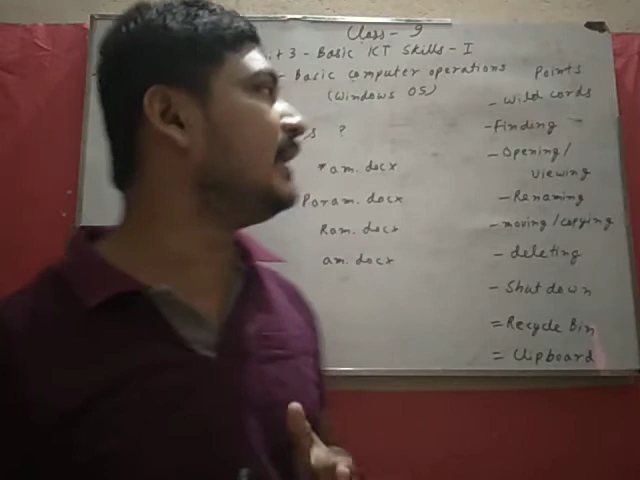 Class - 9
it 3 - Basic ICT Skills - I
- Basic computer operations
(Windows OS)
s ?
*am.docx
Param.docx
Ram.docx
am.docx
Points
- Wild cards
- Finding
- Opening/
Viewing
- Renaming
- moving/copying
- deleting
- Shut down
= Recycle Bin
= Clipboard